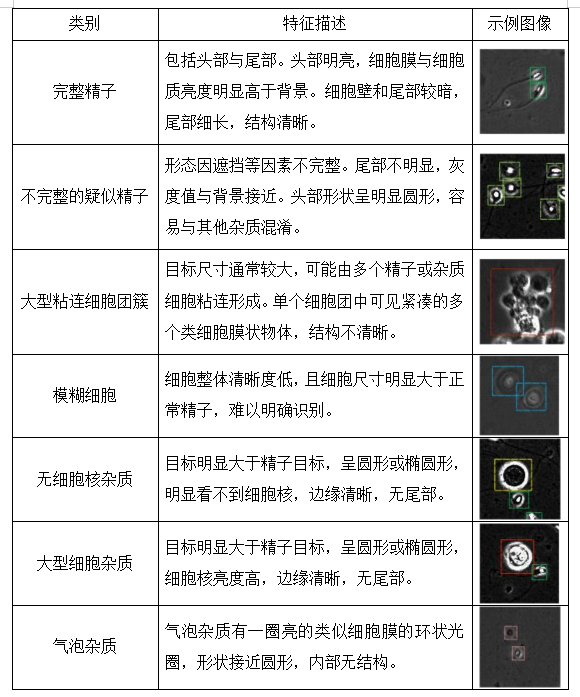 类别
特征描述
示例图像
完整精子
包括头部与尾部。头部明亮，细胞膜与细胞
质亮度明显高于背景。细胞壁和尾部较暗，
尾部细长，结构清晰。
不完整的疑似精子
形态因遮挡等因素不完整。尾部不明显，灰
度值与背景接近。头部形状呈明显圆形，容
易与其他杂质混淆。
大型粘连细胞团簇
目标尺寸通常较大，可能由多个精子或杂质
细胞粘连形成。单个细胞团中可见紧凑的多
个类细胞膜状物体，结构不清晰。
模糊细胞
细胞整体清晰度低，且细胞尺寸明显大于正
常精子，难以明确识别。
无细胞核杂质
目标明显大于精子目标，呈圆形或椭圆形，
明显看不到细胞核，边缘清晰，无尾部。
大型细胞杂质
目标明显大于精子目标，呈圆形或椭圆形，
细胞核亮度高，边缘清晰，无尾部。
气泡杂质
气泡杂质有一圈亮的类似细胞膜的环状光
圈，形状接近圆形，内部无结构。